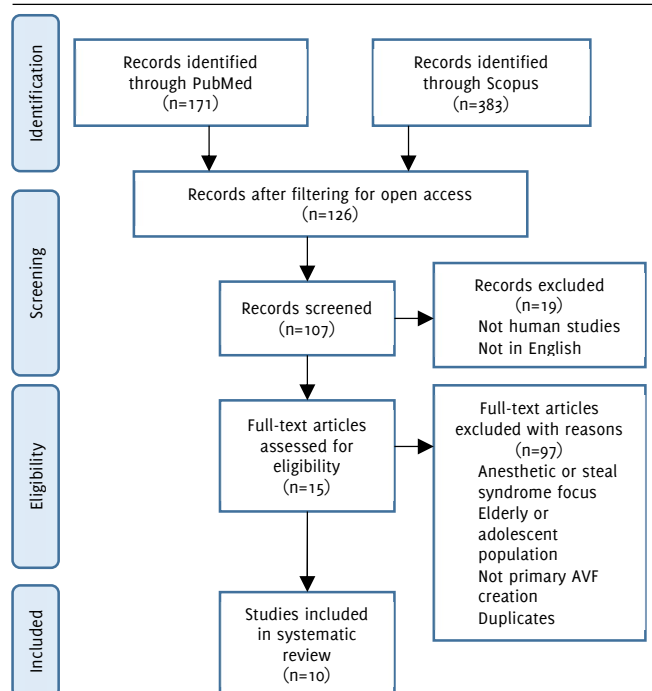 Identification
Records identified
through PubMed
(n=171)
Records identified
through Scopus
(n=383)
Records after filtering for open access
(n=126)
Screening
Records screened
(n=107)
Records excluded
(n=19)
Not human studies
Not in English
Eligibility
Full-text articles
assessed for
eligibility
(n=15)
Full-text articles
excluded with reasons
(n=97)
Anesthetic or steal
syndrome focus
Elderly or
adolescent
population
Not primary AVF
creation
Duplicates
Included
Studies included
in systematic
review
(n=10)